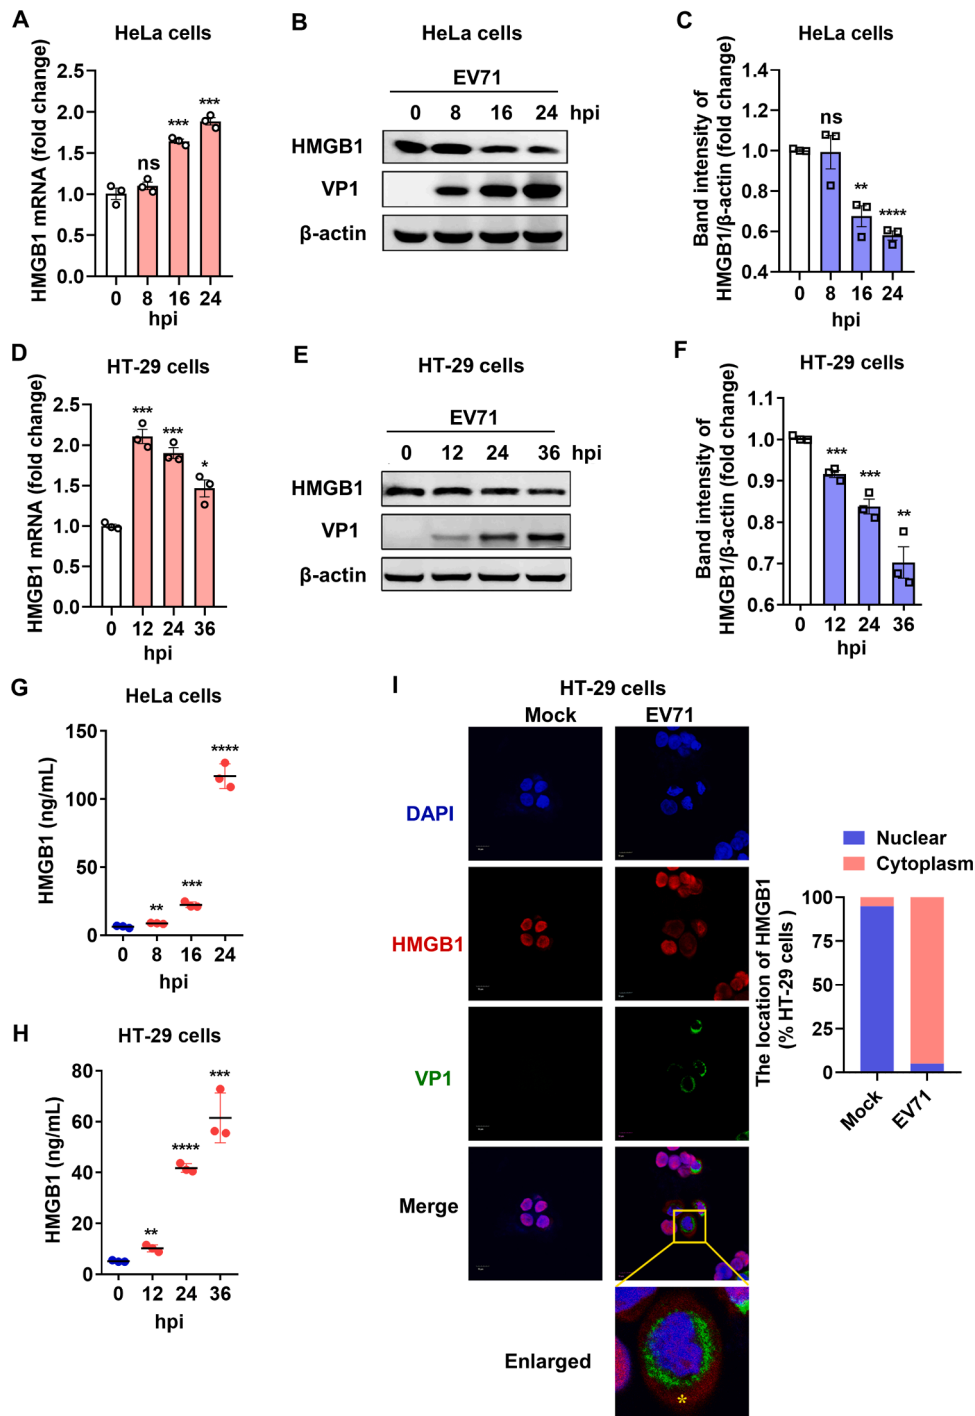 A
HeLa cells
HMGB1 mRNA (fold change)
2.5
2.0
1.5
1.0
0.5
0.0
ns
***
***
0 8 16 24
hpi
B
HeLa cells
EV71
0 8 16 24 hpi
HMGB1
VP1
β-actin
C
HeLa cells
Band intensity of
HMGB1/β-actin (fold change)
1.4
1.2
1.0
0.8
0.6
0.4
ns
**
****
0 8 16 24
hpi
D
HT-29 cells
HMGB1 mRNA (fold change)
2.5
2.0
1.5
1.0
0.5
0.0
***
***
*
0 12 24 36
hpi
E
HT-29 cells
EV71
0 12 24 36 hpi
HMGB1
VP1
β-actin
F
HT-29 cells
Band intensity of
HMGB1/β-actin (fold change)
1.1
1.0
0.9
0.8
0.7
0.6
***
***
**
0 12 24 36
hpi
G
HeLa cells
HMGB1 (ng/mL)
150
100
50
0
**
***
****
0 8 16 24
hpi
H
HT-29 cells
HMGB1 (ng/mL)
80
60
40
20
0
**
****
***
0 12 24 36
hpi
I
HT-29 cells
Mock EV71
DAPI
HMGB1
VP1
Merge
Enlarged
*
Nuclear
Cytoplasm
The location of HMGB1
(% HT-29 cells )
100
75
50
25
0
Mock
EV71